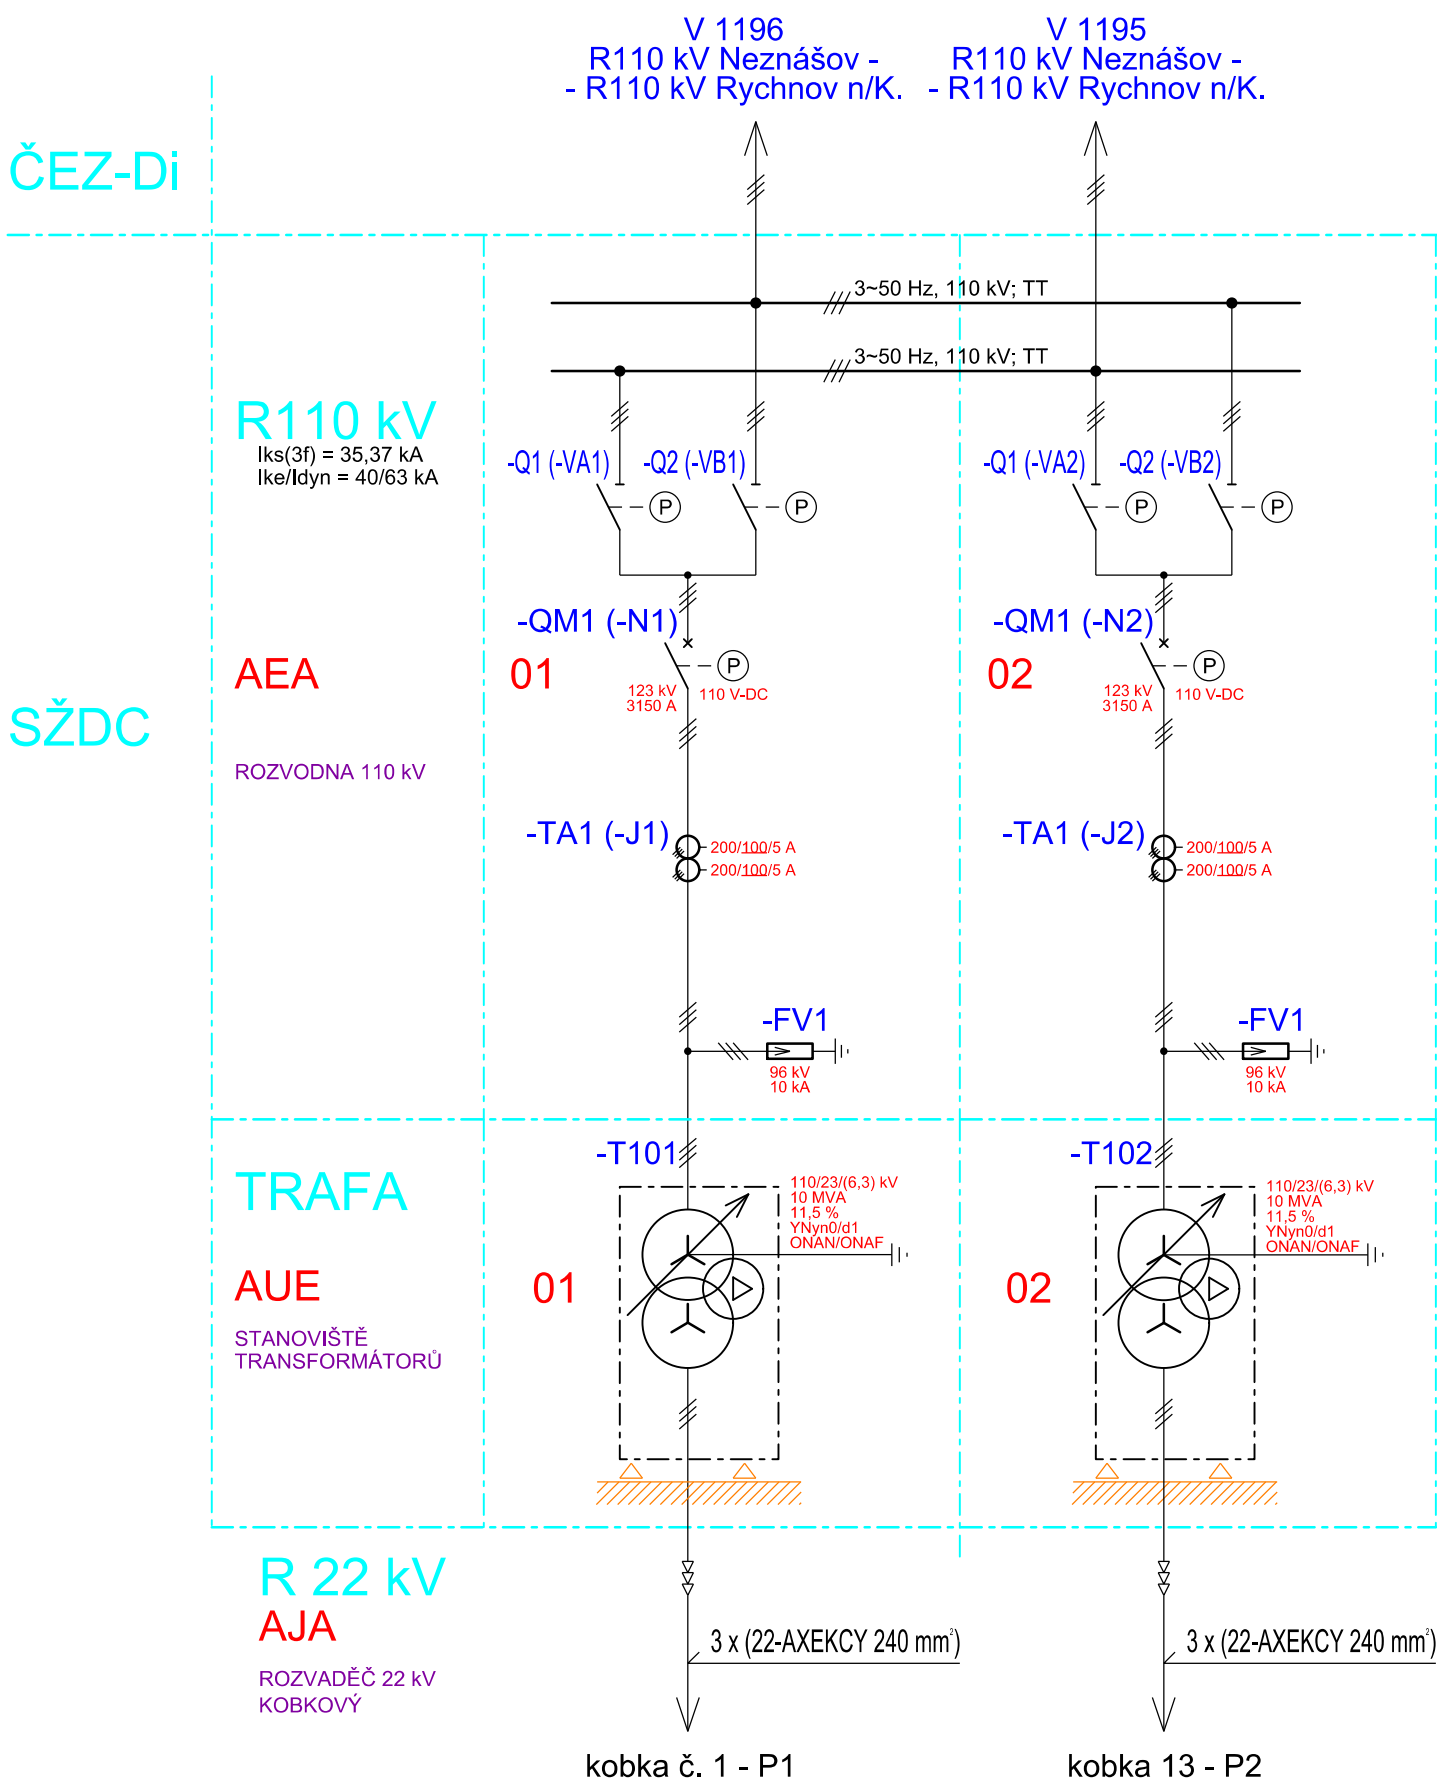 V 1196
R110 kV Neznášov -
- R110 kV Rychnov n/K.
V 1195
R110 kV Neznášov -
- R110 kV Rychnov n/K.
ČEZ-Di
3~50 Hz, 110 kV; TT
3~50 Hz, 110 kV; TT
R110 kV
Iks(3f) = 35,37 kA
Ike/Idyn = 40/63 kA
-Q1 (-VA1)
-Q2 (-VB1)
-Q1 (-VA2)
-Q2 (-VB2)
P
P
P
P
-QM1 (-N1)
-QM1 (-N2)
SŽDC
AEA
01
P
123 kV
3150 A
110 V-DC
02
P
123 kV
3150 A
110 V-DC
ROZVODNA 110 kV
-TA1 (-J1)
200/100/5 A
200/100/5 A
-TA1 (-J2)
200/100/5 A
200/100/5 A
-FV1
96 kV
10 kA
-FV1
96 kV
10 kA
TRAFA
-T101
110/23/(6,3) kV
10 MVA
11,5 %
YNyn0/d1
ONAN/ONAF
-T102
110/23/(6,3) kV
10 MVA
11,5 %
YNyn0/d1
ONAN/ONAF
AUE
01
02
STANOVIŠTĚ
TRANSFORMÁTORŮ
R 22 kV
AJA
ROZVADĚČ 22 kV
KOBKOVÝ
3 x (22-AXEKCY 240 mm²)
3 x (22-AXEKCY 240 mm²)
kobka č. 1 - P1
kobka 13 - P2